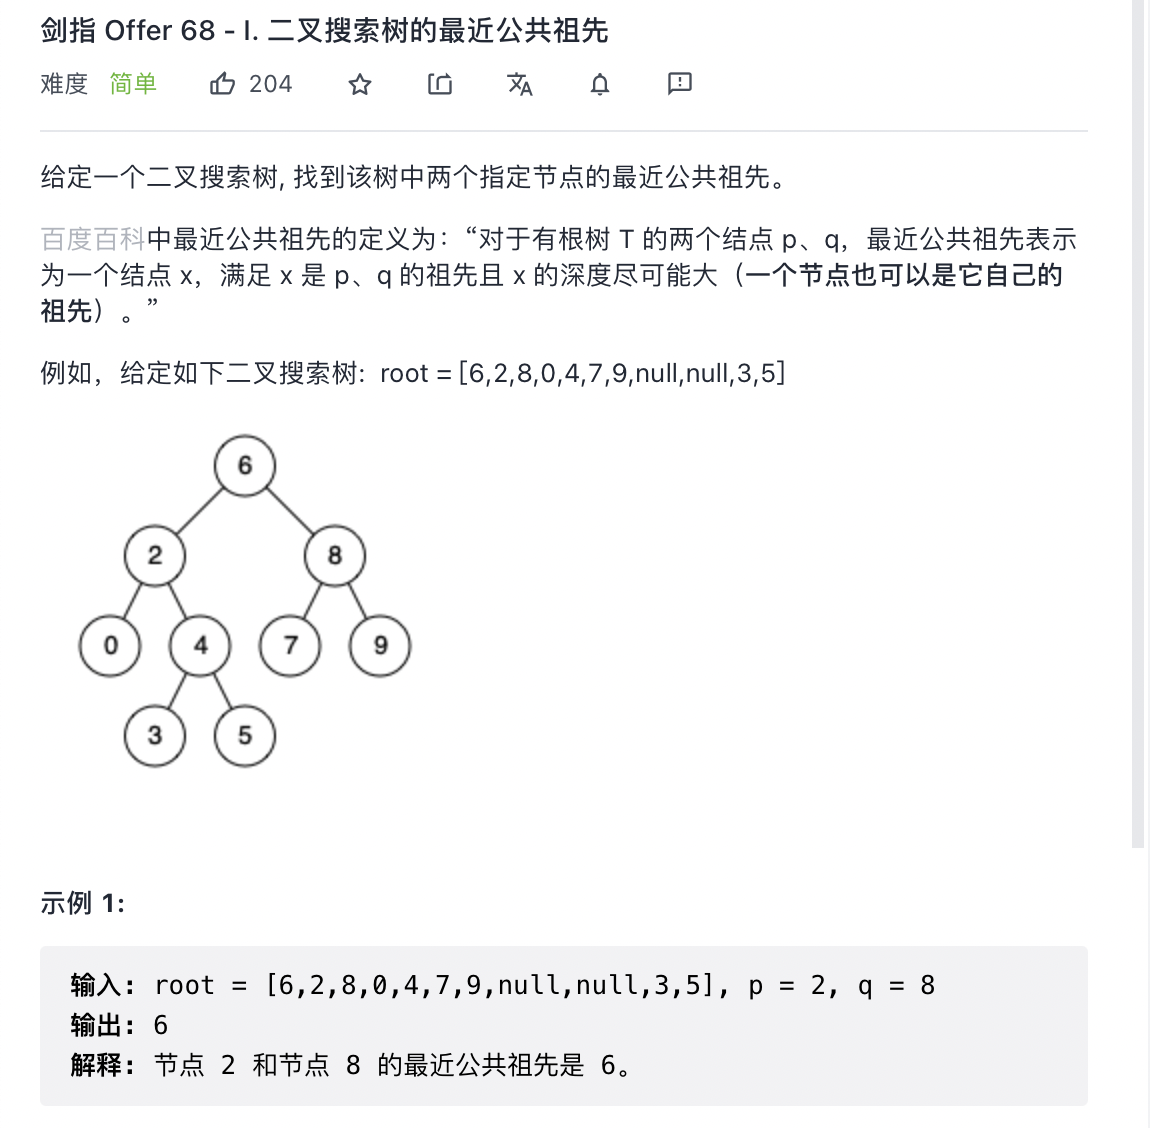 剑指 Offer 68 - I. 二叉搜索树的最近公共祖先
难度 简单 204
给定一个二叉搜索树, 找到该树中两个指定节点的最近公共祖先。
百度百科中最近公共祖先的定义为：“对于有根树 T 的两个结点 p、q，最近公共祖先表示
为一个结点 x，满足 x 是 p、q 的祖先且 x 的深度尽可能大（一个节点也可以是它自己的
祖先）。”
例如，给定如下二叉搜索树: root = [6,2,8,0,4,7,9,null,null,3,5]
6
2 8
0 4 7 9
3 5
示例 1:
输入: root = [6,2,8,0,4,7,9,null,null,3,5], p = 2, q = 8
输出: 6
解释: 节点 2 和节点 8 的最近公共祖先是 6。